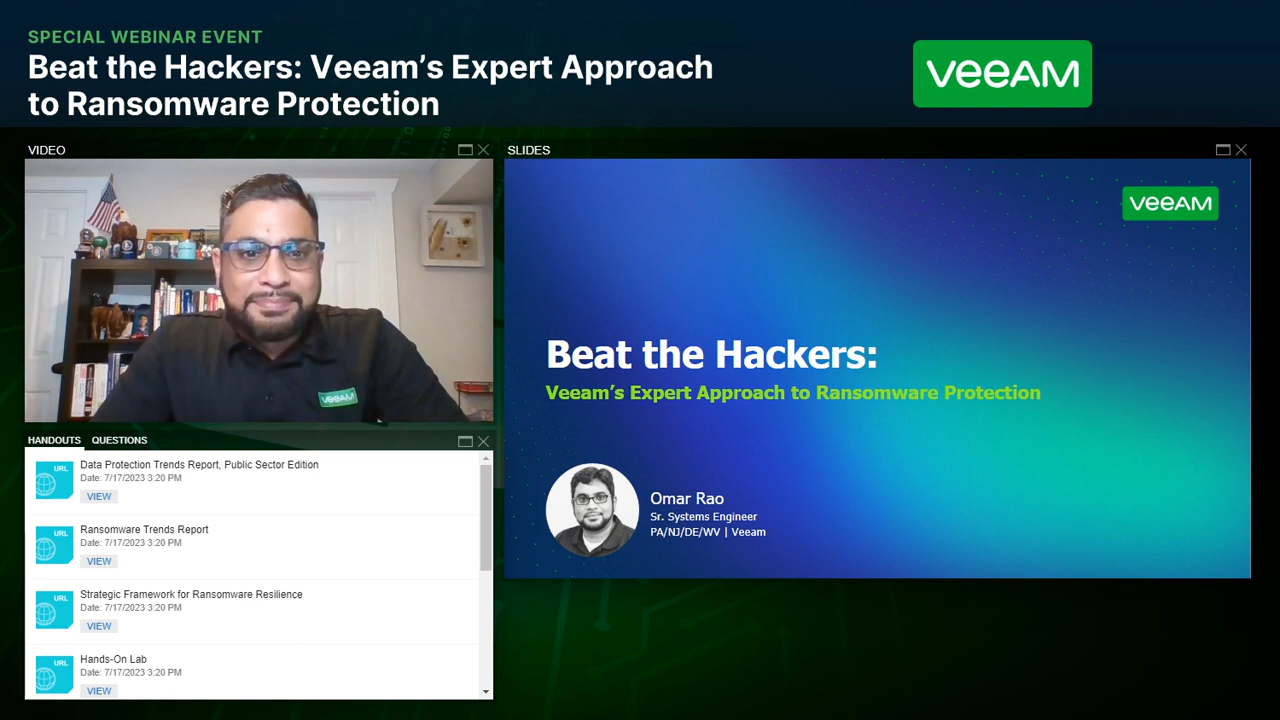 SPECIAL WEBINAR EVENT
Beat the Hackers: Veeam’s Expert Approach
to Ransomware Protection
veeAM
VIDEO
veeAM
HANDOUTS QUESTIONS
URL
Data Protection Trends Report, Public Sector Edition
Date: 7/17/2023 3:20 PM
VIEW
URL
Ransomware Trends Report
Date: 7/17/2023 3:20 PM
VIEW
URL
Strategic Framework for Ransomware Resilience
Date: 7/17/2023 3:20 PM
VIEW
URL
Hands-On Lab
Date: 7/17/2023 3:20 PM
VIEW
SLIDES
veeAM
Beat the Hackers:
Veeam’s Expert Approach to Ransomware Protection
Omar Rao
Sr. Systems Engineer
PA/NJ/DE/WV | Veeam